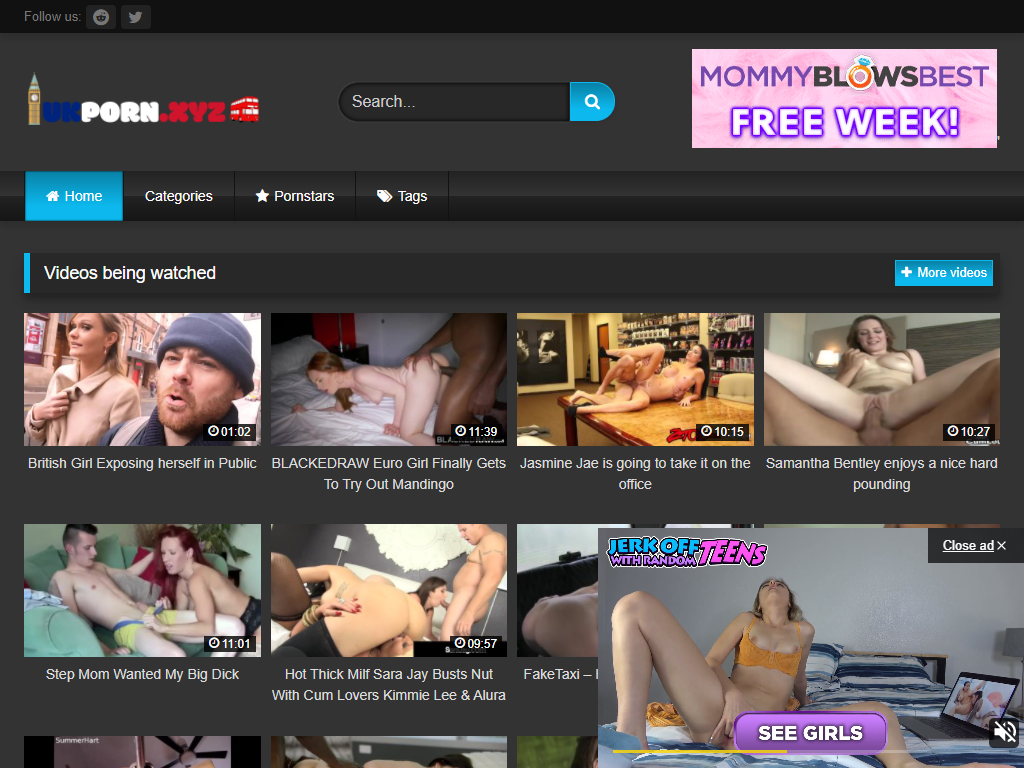 Follow us:
UKPORN.XYZ
Search...
MOMMYBLOWSBEST
FREE WEEK!
Home
Categories
Pornstars
Tags
Videos being watched
More videos
01:02
11:39
10:15
10:27
British Girl Exposing herself in Public
BLACKEDRAW Euro Girl Finally Gets
To Try Out Mandingo
Jasmine Jae is going to take it on the
office
Samantha Bentley enjoys a nice hard
pounding
JERK OFF
WITH RANDOM
TEENS
Close ad
11:01
09:57
Step Mom Wanted My Big Dick
Hot Thick Milf Sara Jay Busts Nut
With Cum Lovers Kimmie Lee & Alura
FakeTaxi –
SEE GIRLS
SummerHart